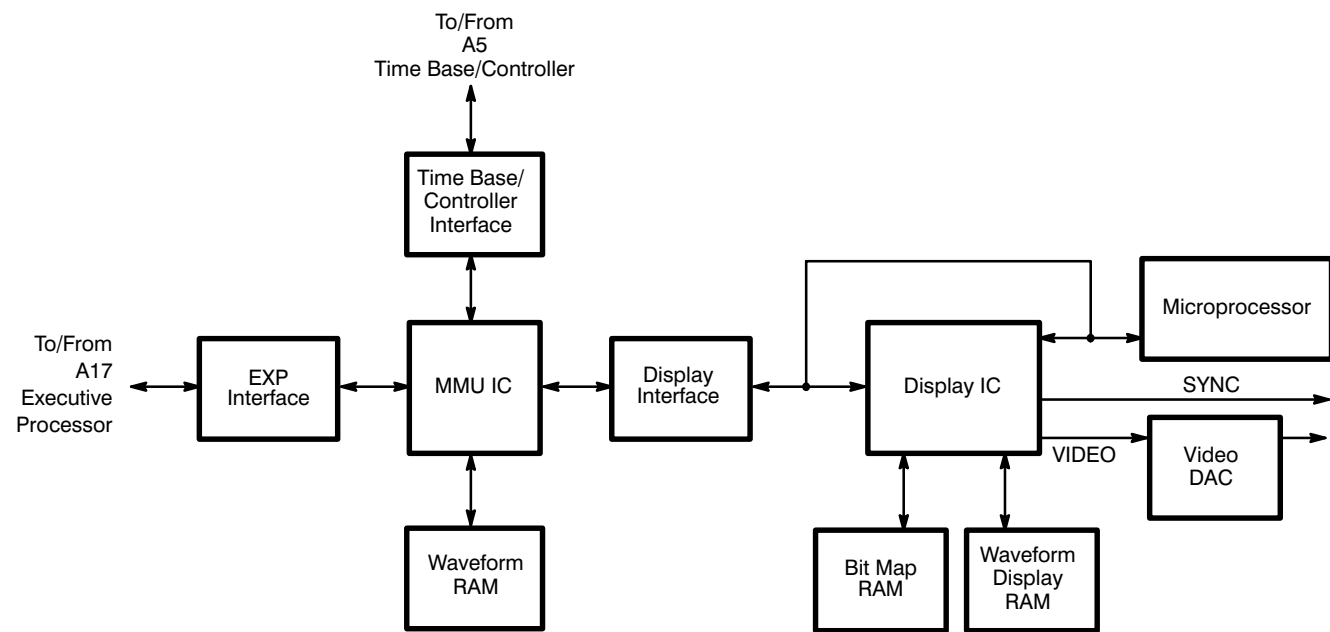 To/From
A5
Time Base/Controller
Time Base/
Controller
Interface
Microprocessor
To/From
A17
Executive
Processor
EXP
Interface
MMU IC
Display
Interface
Display IC
SYNC
VIDEO
Video
DAC
Waveform
RAM
Bit Map
RAM
Waveform
Display
RAM